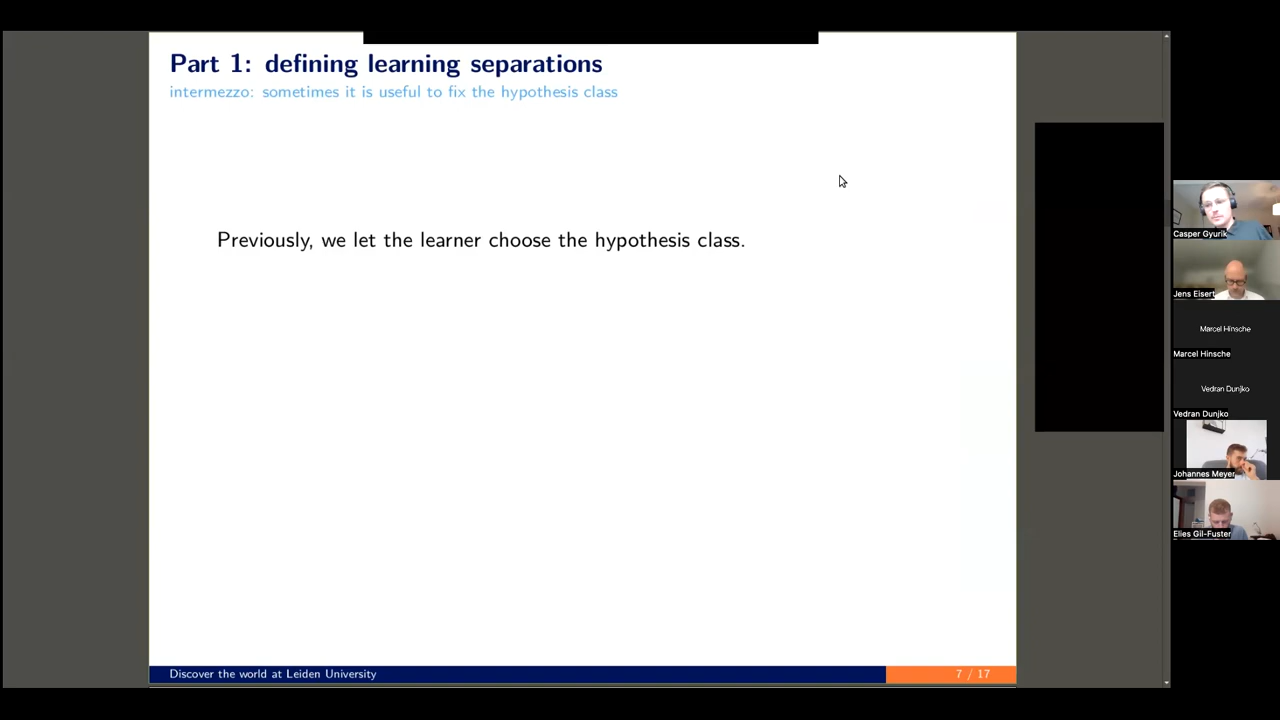 Part 1: defining learning separations
intermezzo: sometimes it is useful to fix the hypothesis class
Previously, we let the learner choose the hypothesis class.
Discover the world at Leiden University
7 / 17
Casper Gyurik
Jens Eisert
Marcel Hinsche
Marcel Hinsche
Vedran Dunjko
Vedran Dunjko
Johannes Meyer
Elies Gil-Fuster